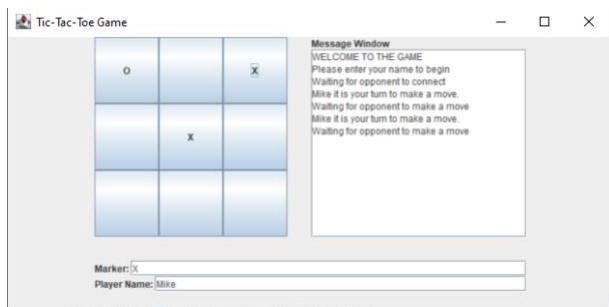 Tic-Tac-Toe Game
O X
X
Message Window
WELCOME TO THE GAME
Please enter your name to begin
Waiting for opponent to connect
Mike it is your turn to make a move.
Waiting for opponent to make a move
Mike it is your turn to make a move.
Waiting for opponent to make a move
Marker: X
Player Name: Mike